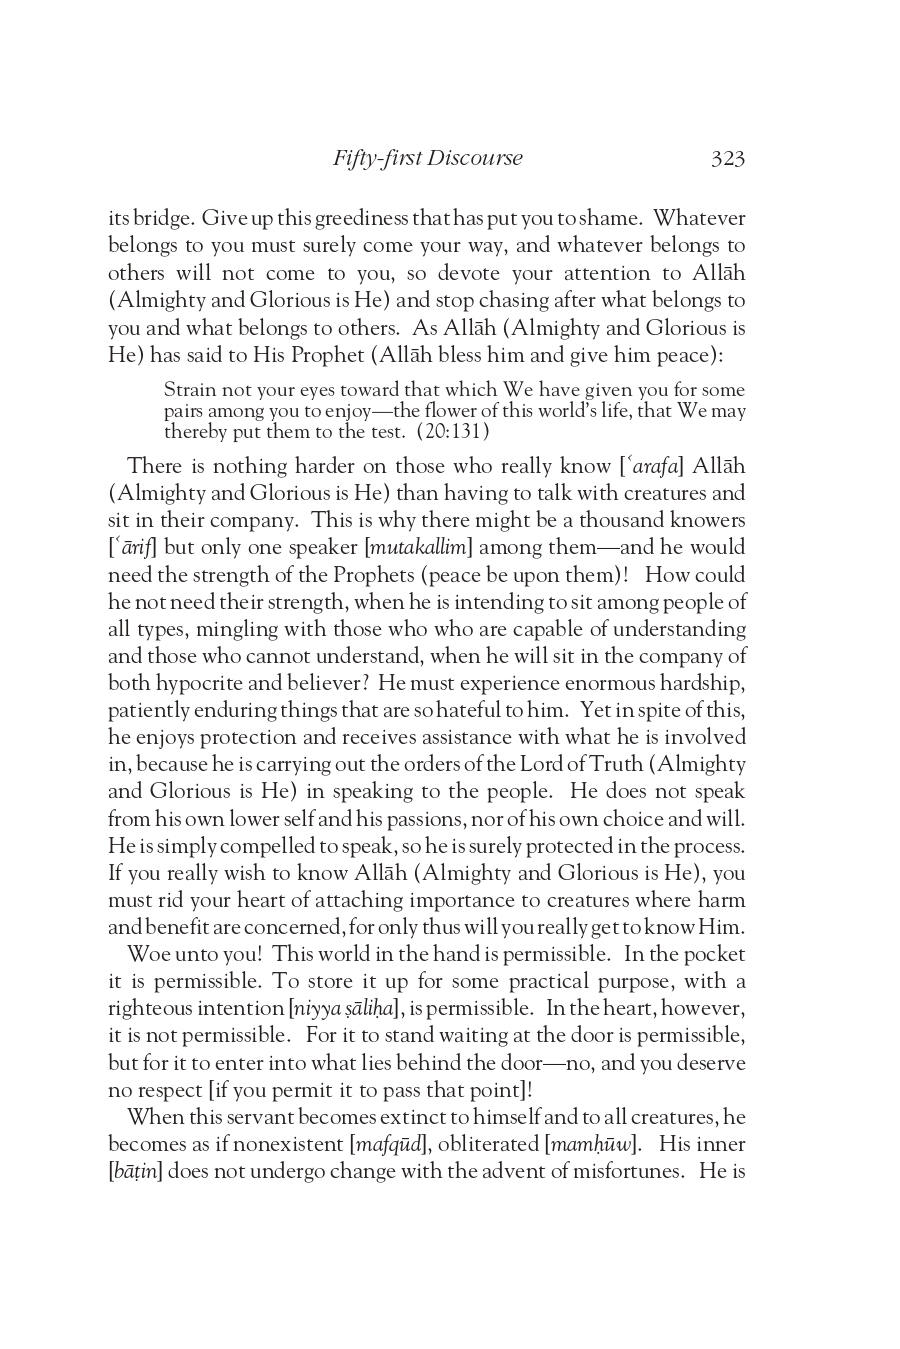 Fifty-first Discourse 323
its bridge. Give up this greediness that has put you to shame. Whatever
belongs to you must surely come your way, and whatever belongs to
others will not come to you, so devote your attention to Allāh
(Almighty and Glorious is He) and stop chasing after what belongs to
you and what belongs to others. As Allāh (Almighty and Glorious is
He) has said to His Prophet (Allāh bless him and give him peace):
Strain not your eyes toward that which We have given you for some
pairs among you to enjoy—the flower of this world’s life, that We may
thereby put them to the test. (20:131)
There is nothing harder on those who really know [ʿarafa] Allāh
(Almighty and Glorious is He) than having to talk with creatures and
sit in their company. This is why there might be a thousand knowers
[ʿārif] but only one speaker [mutakallim] among them—and he would
need the strength of the Prophets (peace be upon them)! How could
he not need their strength, when he is intending to sit among people of
all types, mingling with those who who are capable of understanding
and those who cannot understand, when he will sit in the company of
both hypocrite and believer? He must experience enormous hardship,
patiently enduring things that are so hateful to him. Yet in spite of this,
he enjoys protection and receives assistance with what he is involved
in, because he is carrying out the orders of the Lord of Truth (Almighty
and Glorious is He) in speaking to the people. He does not speak
from his own lower self and his passions, nor of his own choice and will.
He is simply compelled to speak, so he is surely protected in the process.
If you really wish to know Allāh (Almighty and Glorious is He), you
must rid your heart of attaching importance to creatures where harm
and benefit are concerned, for only thus will you really get to know Him.
Woe unto you! This world in the hand is permissible. In the pocket
it is permissible. To store it up for some practical purpose, with a
righteous intention [niyya ṣāliḥa], is permissible. In the heart, however,
it is not permissible. For it to stand waiting at the door is permissible,
but for it to enter into what lies behind the door—no, and you deserve
no respect [if you permit it to pass that point]!
When this servant becomes extinct to himself and to all creatures, he
becomes as if nonexistent [mafqūd], obliterated [mamḥūw]. His inner
[bāṭin] does not undergo change with the advent of misfortunes. He is